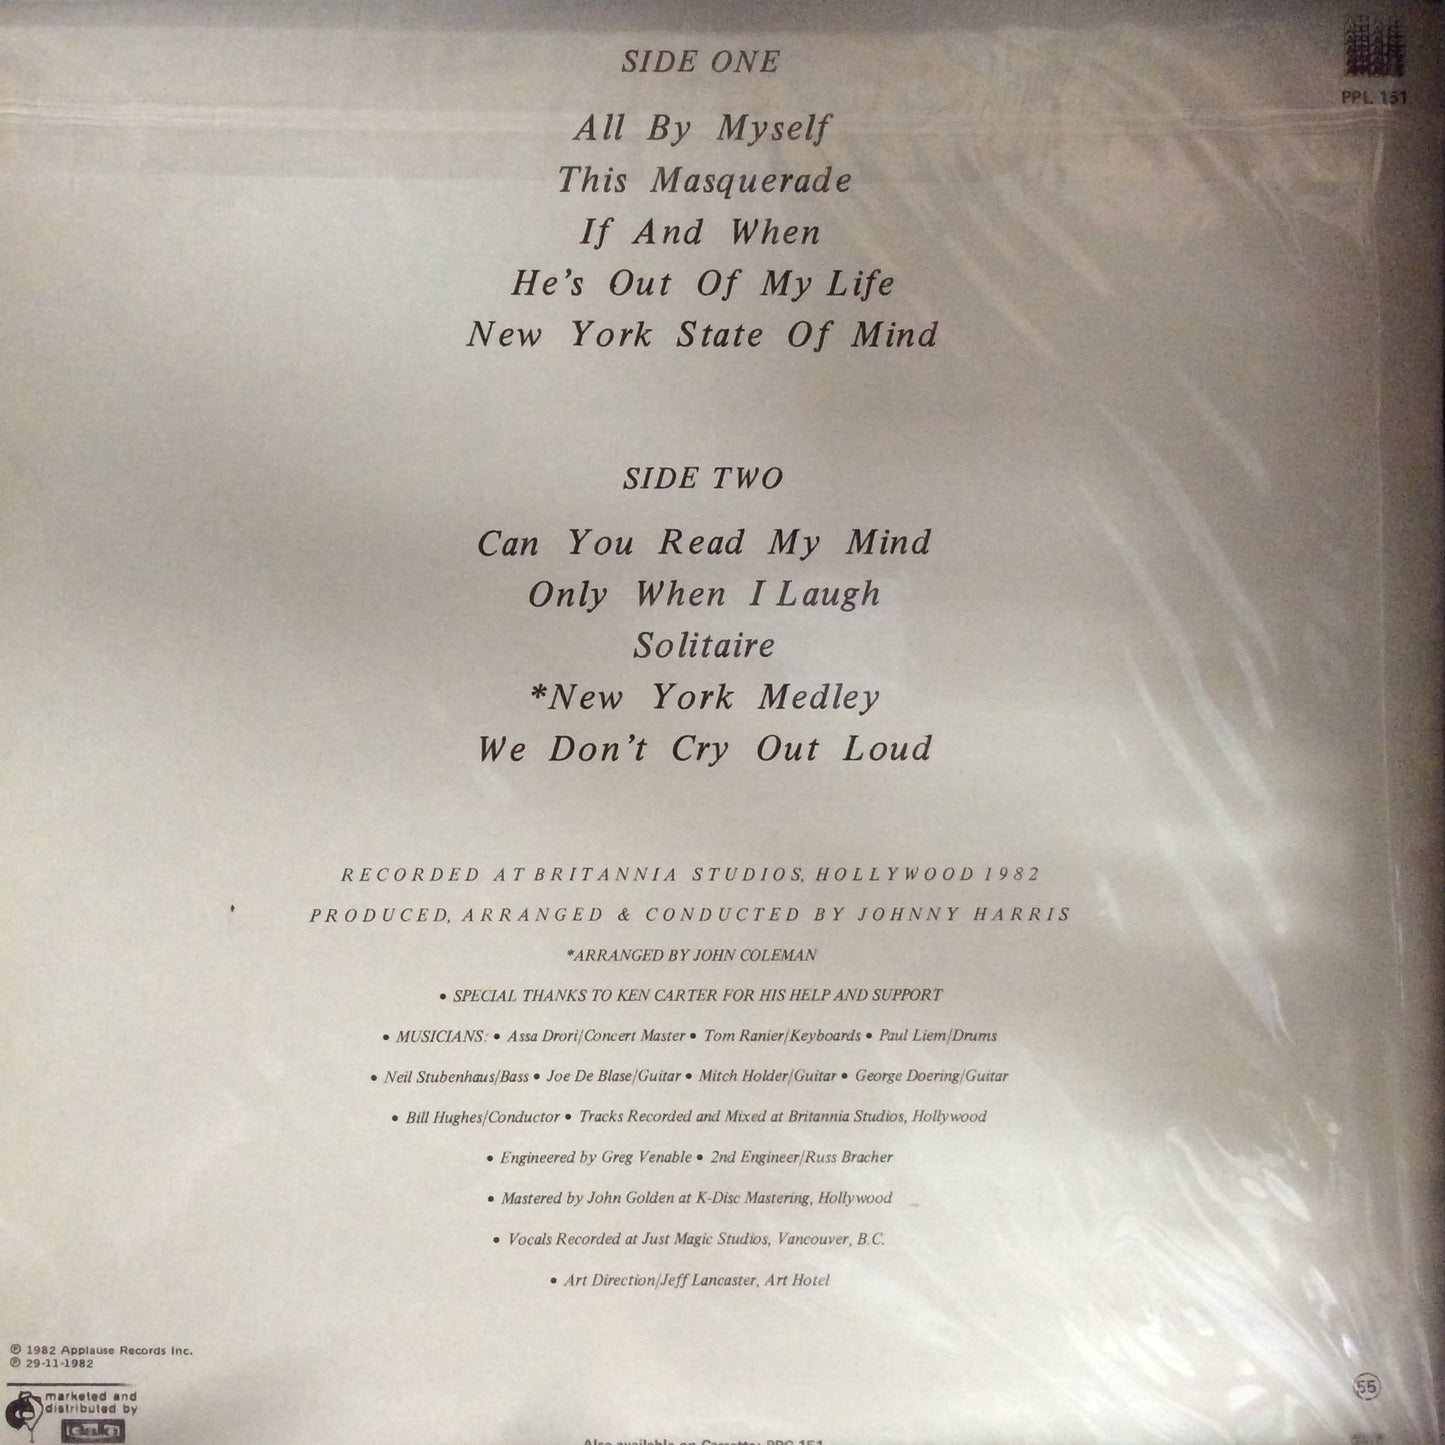 SIDE ONE
PPL 151
All By Myself
This Masquerade
If And When
He's Out Of My Life
New York State Of Mind
SIDE TWO
Can You Read My Mind
Only When I Laugh
Solitaire
*New York Medley
We Don't Cry Out Loud
RECORDED AT BRITANNIA STUDIOS, HOLLYWOOD 1982
PRODUCED, ARRANGED & CONDUCTED BY JOHNNY HARRIS
*ARRANGED BY JOHN COLEMAN
• SPECIAL THANKS TO KEN CARTER FOR HIS HELP AND SUPPORT
• MUSICIANS: • Assa Drori/Concert Master • Tom Ranier/Keyboards • Paul Liem/Drums
• Neil Stubenhaus/Bass • Joe De Blase/Guitar • Mitch Holder/Guitar • George Doering/Guitar
• Bill Hughes/Conductor • Tracks Recorded and Mixed at Britannia Studios, Hollywood
• Engineered by Greg Venable • 2nd Engineer/Russ Bracher
• Mastered by John Golden at K-Disc Mastering, Hollywood
• Vocals Recorded at Just Magic Studios, Vancouver, B.C.
• Art Direction/Jeff Lancaster, Art Hotel
℗ 1982 Applause Records Inc.
℗ 29-11-1982
marketed and
distributed by
55
Also available on Cassette: PPC 151